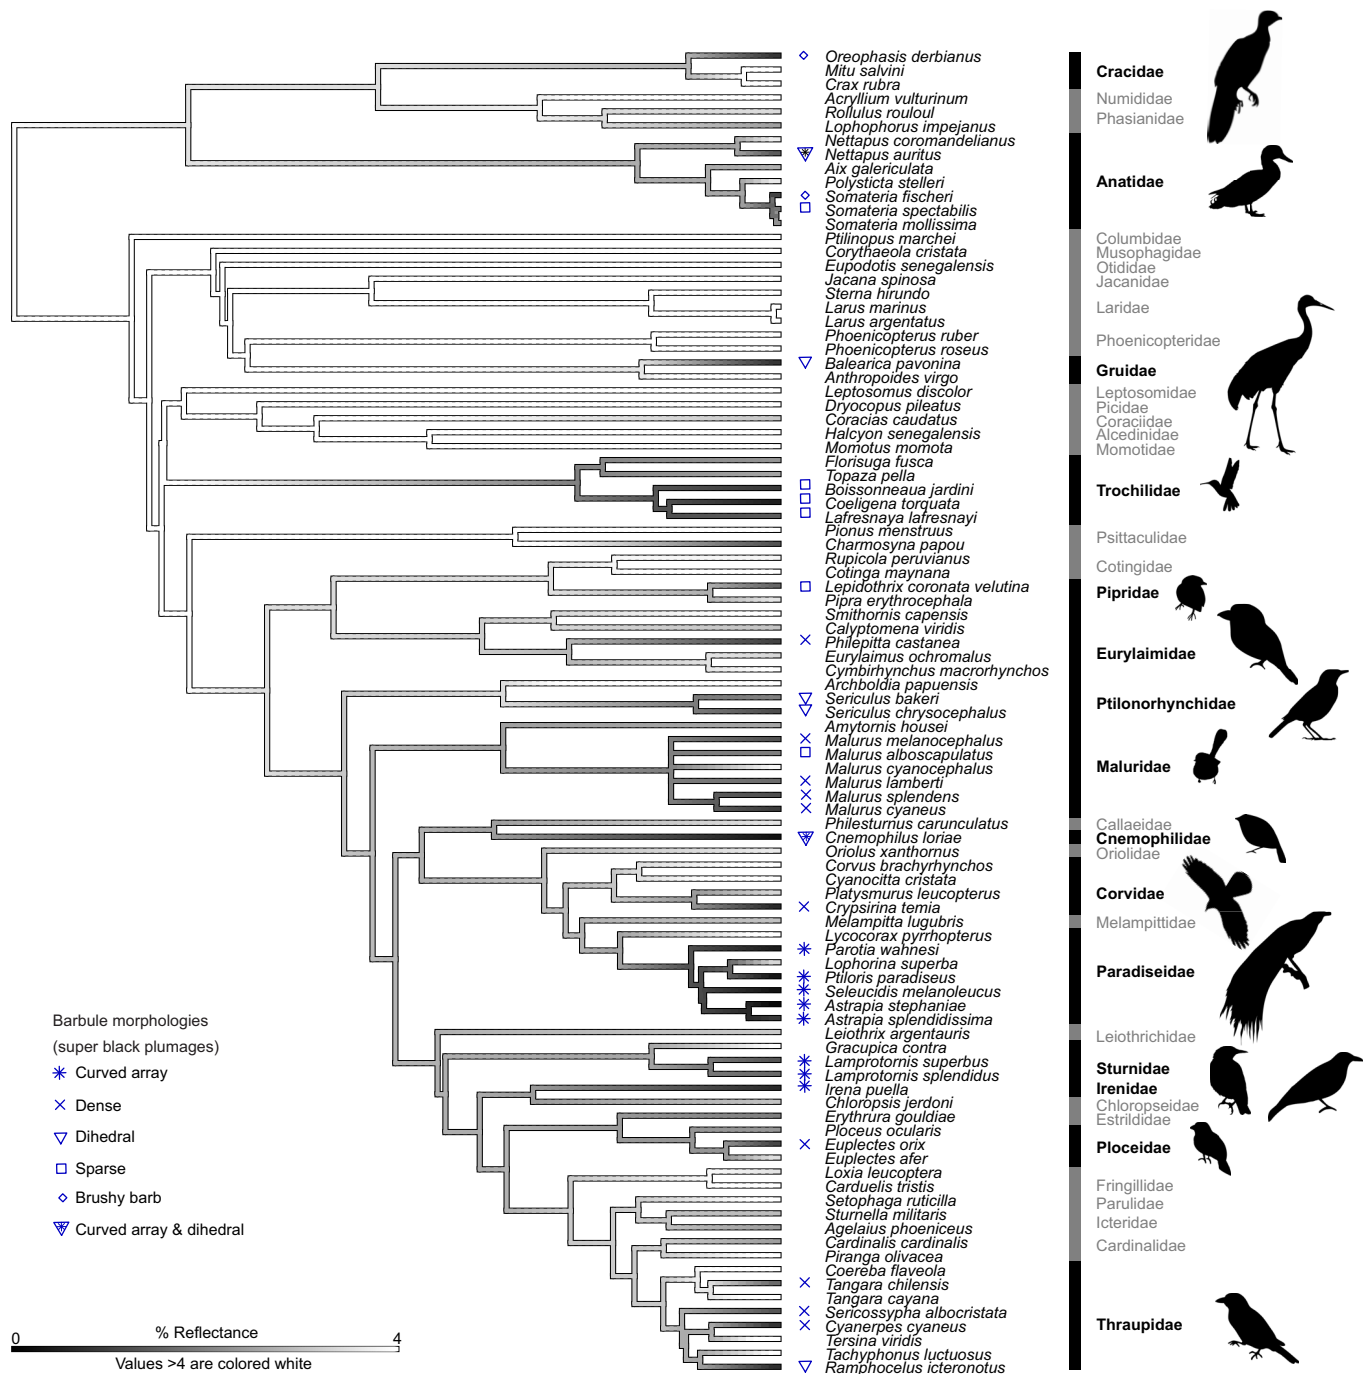 Oreophasis derbianus
Mitu salvini
Crax rubra
Acryllium vulturinum
Rollulus rouloul
Lophophorus impejanus
Nettapus coromandelianus
Nettapus auritus
Aix galericulata
Polysticta stelleri
Somateria fischeri
Somateria spectabilis
Somateria mollissima
Ptilinopus marchei
Corythaeola cristata
Eupodotis senegalensis
Jacana spinosa
Sterna hirundo
Larus marinus
Larus argentatus
Phoenicopterus ruber
Phoenicopterus roseus
Balearica pavonina
Anthropoides virgo
Leptosomus discolor
Dryocopus pileatus
Coracias caudatus
Halcyon senegalensis
Momotus momota
Florisuga fusca
Topaza pella
Boissonneaua jardini
Coeligena torquata
Lafresnaya lafresnayi
Pionus menstruus
Charmosyna papou
Rupicola peruvianus
Cotinga maynana
Lepidothrix coronata velutina
Pipra erythrocephala
Smithornis capensis
Calyptomena viridis
Philepitta castanea
Eurylaimus ochromalus
Cymbirhynchus macrorhynchos
Archboldia papuensis
Sericulus bakeri
Sericulus chrysocephalus
Amytornis housei
Malurus melanocephalus
Malurus alboscapulatus
Malurus cyanocephalus
Malurus lamberti
Malurus splendens
Malurus cyaneus
Philesturnus carunculatus
Cnemophilus loriae
Oriolus xanthornus
Corvus brachyrhynchos
Cyanocitta cristata
Platysmurus leucopterus
Crypsirina temia
Melampitta lugubris
Lycocorax pyrrhopterus
Parotia wahnesi
Lophorina superba
Ptiloris paradiseus
Seleucidis melanoleucus
Astrapia stephaniae
Astrapia splendidissima
Leiothrix argentauris
Gracupica contra
Lamprotornis superbus
Lamprotornis splendidus
Irena puella
Chloropsis jerdoni
Erythrura gouldiae
Ploceus ocularis
Euplectes orix
Euplectes afer
Loxia leucoptera
Carduelis tristis
Setophaga ruticilla
Sturnella militaris
Agelaius phoeniceus
Cardinalis cardinalis
Piranga olivacea
Coereba flaveola
Tangara chilensis
Tangara cayana
Sericossypha albocristata
Cyanerpes cyaneus
Tersina viridis
Tachyphonus luctuosus
Ramphocelus icteronotus
Cracidae
Numididae
Phasianidae
Anatidae
Columbidae
Musophagidae
Otididae
Jacanidae
Laridae
Phoenicopteridae
Gruidae
Leptosomidae
Picidae
Coraciidae
Alcedinidae
Momotidae
Trochilidae
Psittaculidae
Cotingidae
Pipridae
Eurylaimidae
Ptilonorhynchidae
Maluridae
Callaeidae
Cnemophilidae
Oriolidae
Corvidae
Melampittidae
Paradiseidae
Leiothrichidae
Sturnidae
Irenidae
Chloropseidae
Estrildidae
Ploceidae
Fringillidae
Parulidae
Icteridae
Cardinalidae
Thraupidae
Barbule morphologies
(super black plumages)
Curved array
Dense
Dihedral
Sparse
Brushy barb
Curved array & dihedral
0 % Reflectance 4
Values >4 are colored white